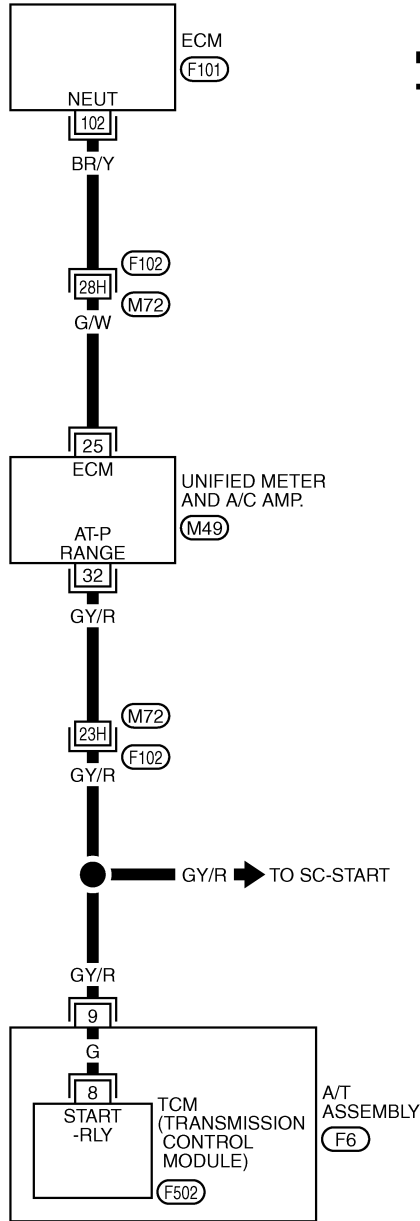 ECM
F101
NEUT
102
BR/Y
F102
28H
M72
G/W
25
ECM
UNIFIED METER
AND A/C AMP.
M49
AT-P
RANGE
32
GY/R
M72
23H
F102
GY/R
GY/R TO SC-START
GY/R
9
G
8
START
-RLY
TCM
(TRANSMISSION
CONTROL
MODULE)
F502
A/T
ASSEMBLY
F6